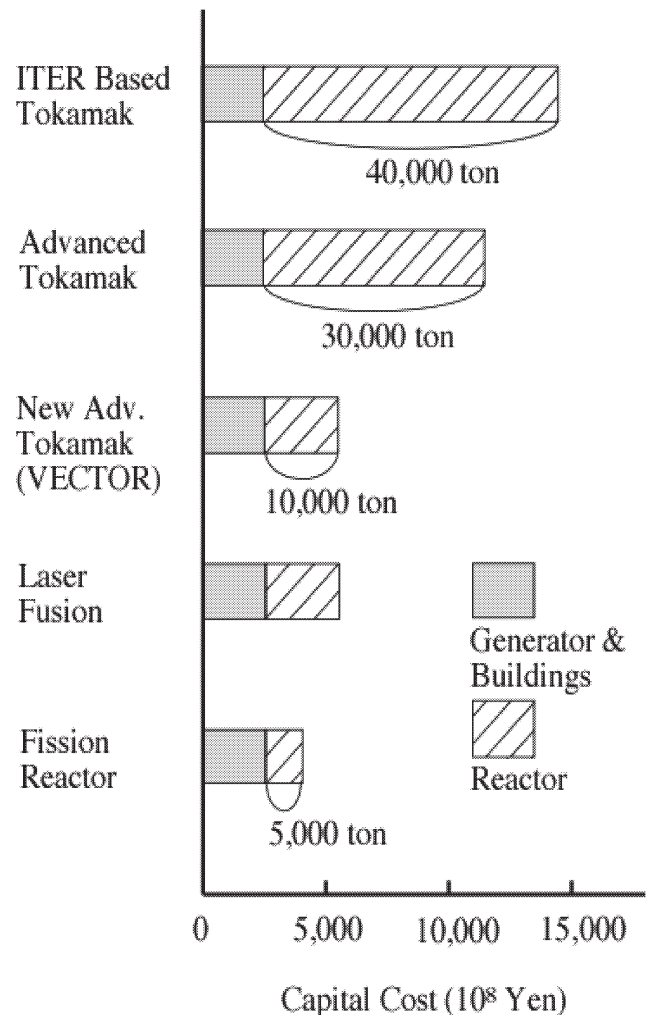 ITER Based
Tokamak
40,000 ton
Advanced
Tokamak
30,000 ton
New Adv.
Tokamak
(VECTOR)
10,000 ton
Laser
Fusion
Generator &
Buildings
Fission
Reactor
Reactor
5,000 ton
0 5,000 10,000 15,000
Capital Cost (10⁸ Yen)